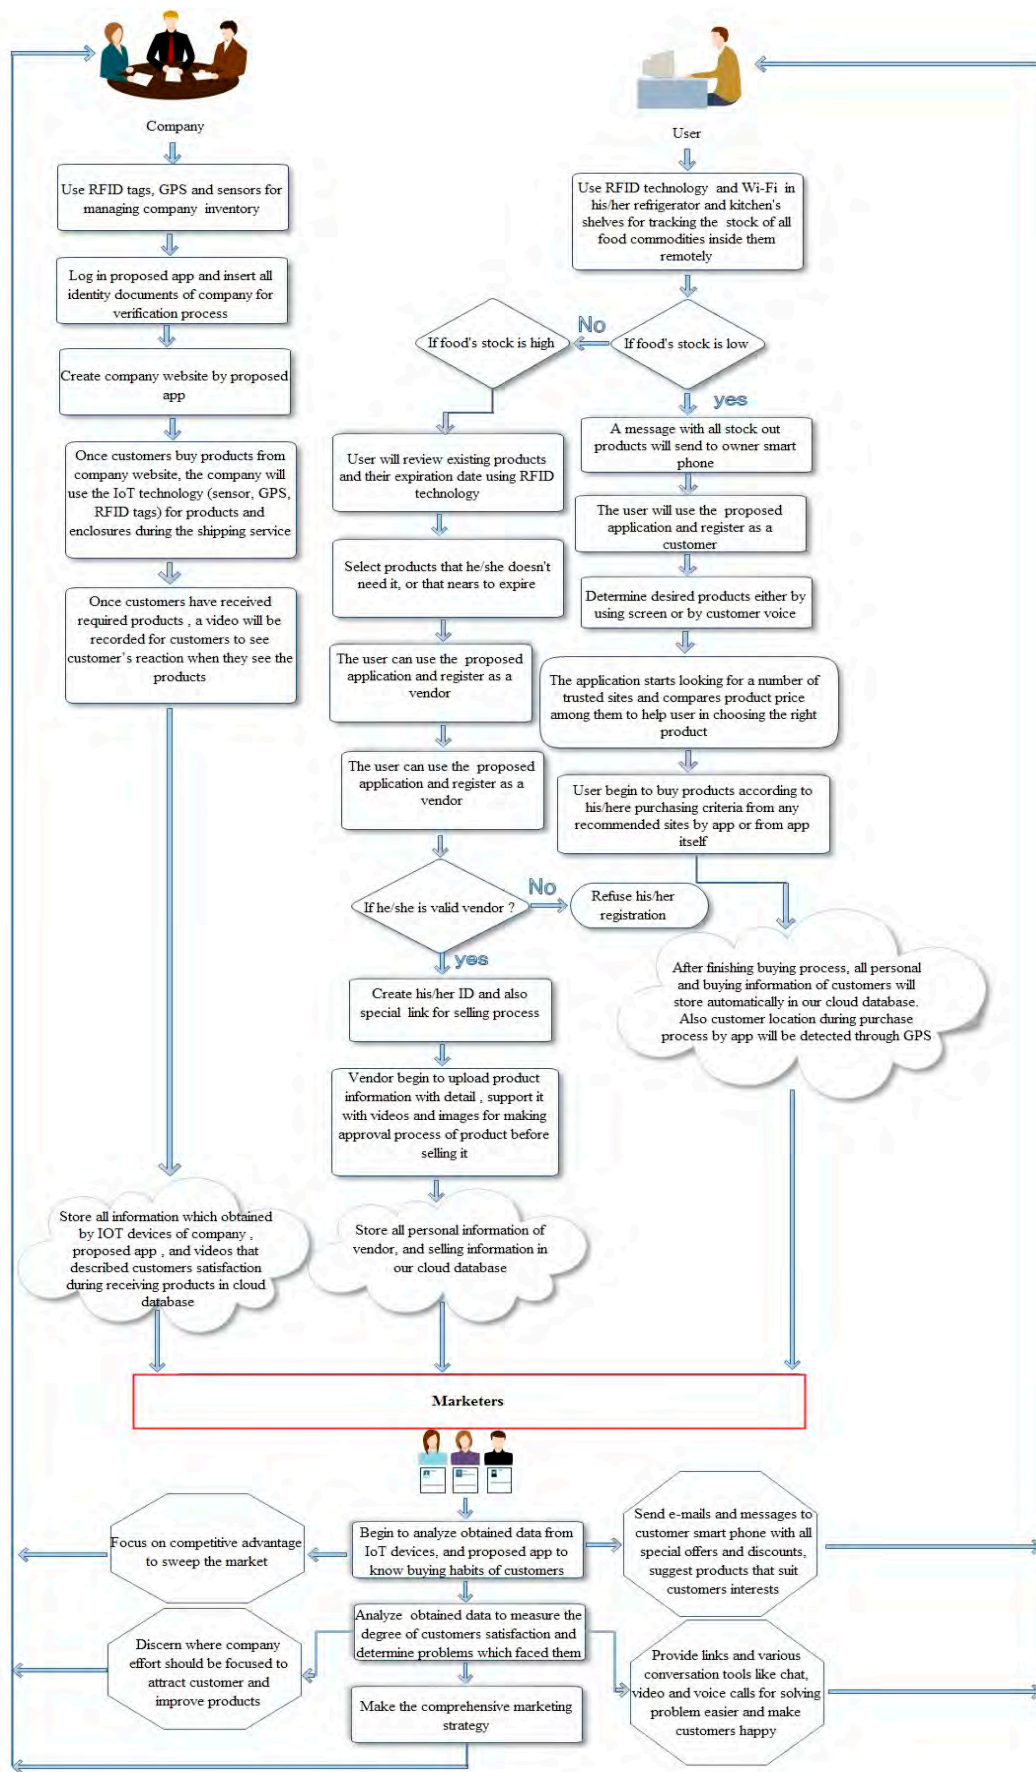 Company
Use RFID tags, GPS and sensors for
managing company inventory
Log in proposed app and insert all
identity documents of company for
verification process
Create company website by proposed
app
Once customers buy products from
company website, the company will
use the IoT technology (sensor, GPS,
RFID tags) for products and
enclosures during the shipping service
Once customers have received
required products , a video will be
recorded for customers to see
customer's reaction when they see the
products
Store all information which obtained
by IOT devices of company ,
proposed app , and videos that
described customers satisfaction
during receiving products in cloud
database
User
Use RFID technology and Wi-Fi in
his/her refrigerator and kitchen's
shelves for tracking the stock of all
food commodities inside them
remotely
If food's stock is low
No
If food's stock is high
User will review existing products
and their expiration date using RFID
technology
Select products that he/she doesn't
need it, or that nears to expire
The user can use the proposed
application and register as a
vendor
The user can use the proposed
application and register as a
vendor
If he/she is valid vendor ?
No
Refuse his/her
registration
yes
Create his/her ID and also
special link for selling process
Vendor begin to upload product
information with detail , support it
with videos and images for making
approval process of product before
selling it
Store all personal information of
vendor, and selling information in
our cloud database
yes
A message with all stock out
products will send to owner smart
phone
The user will use the proposed
application and register as a
customer
Determine desired products either by
using screen or by customer voice
The application starts looking for a number of
trusted sites and compares product price
among them to help user in choosing the right
product
User begin to buy products according to
his/here purchasing criteria from any
recommended sites by app or from app
itself
After finishing buying process, all personal
and buying information of customers will
store automatically in our cloud database.
Also customer location during purchase
process by app will be detected through GPS
Marketers
Begin to analyze obtained data from
IoT devices, and proposed app to
know buying habits of customers
Focus on competitive advantage
to sweep the market
Send e-mails and messages to
customer smart phone with all
special offers and discounts,
suggest products that suit
customers interests
Analyze obtained data to measure the
degree of customers satisfaction and
determine problems which faced them
Discern where company
effort should be focused to
attract customer and
improve products
Provide links and various
conversation tools like chat,
video and voice calls for solving
problem easier and make
customers happy
Make the comprehensive marketing
strategy